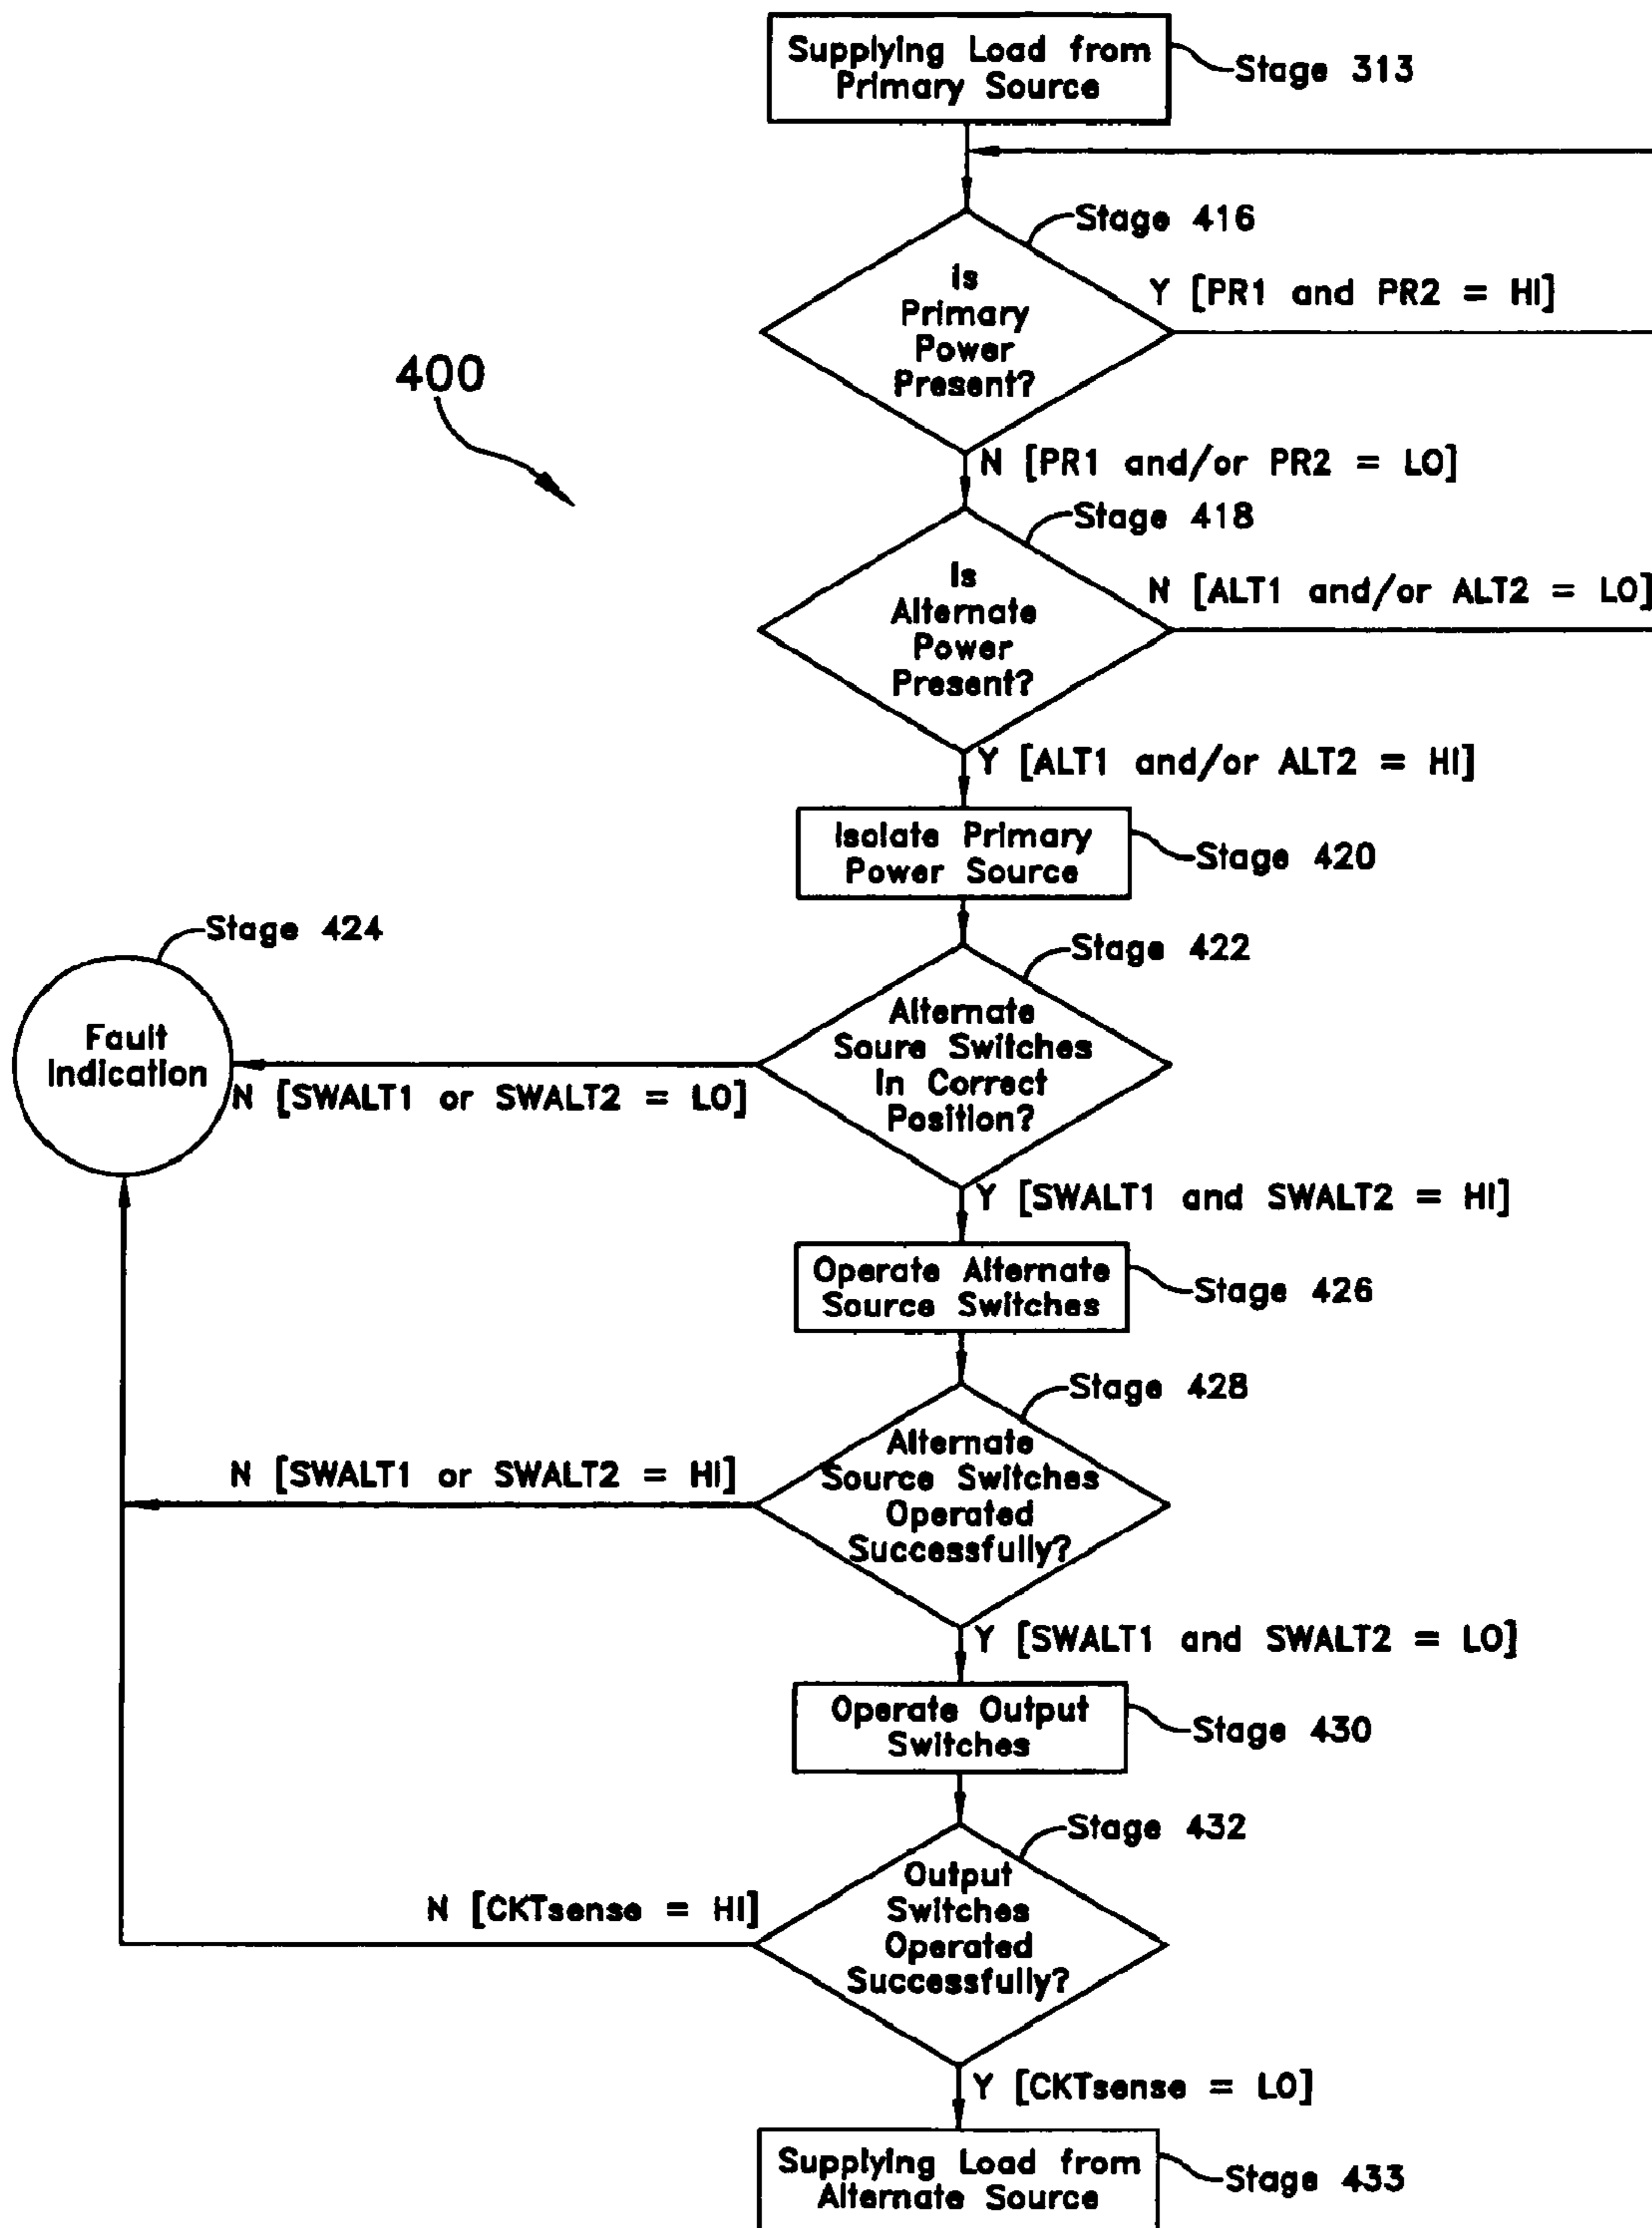 Supplying Load from
Primary Source
Stage 313
Stage 416
Is
Primary
Power
Present?
Y [PR1 and PR2 = HI]
400
N [PR1 and/or PR2 = LO]
Stage 418
Is
Alternate
Power
Present?
N [ALT1 and/or ALT2 = LO]
Y [ALT1 and/or ALT2 = HI]
Isolate Primary
Power Source
Stage 420
Stage 424
Fault
Indication
Stage 422
Alternate
Soure Switches
In Correct
Position?
N [SWALT1 or SWALT2 = LO]
Y [SWALT1 and SWALT2 = HI]
Operate Alternate
Source Switches
Stage 426
Stage 428
Alternate
Source Switches
Operated
Successfully?
N [SWALT1 or SWALT2 = HI]
Y [SWALT1 and SWALT2 = LO]
Operate Output
Switches
Stage 430
Stage 432
Output
Switches
Operated
Successfully?
N [CKTsense = HI]
Y [CKTsense = LO]
Supplying Load from
Alternate Source
Stage 433